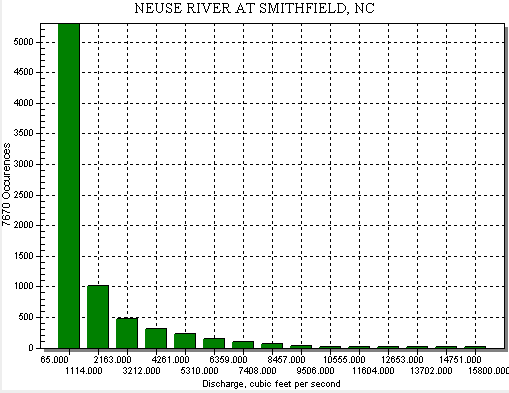 NEUSE RIVER AT SMITHFIELD, NC
5000
4500
4000
3500
3000
2500
2000
1500
1000
500
0
7670 Occurences
65.000 2163.000 4261.000 6359.000 8457.000 10555.000 12653.000 14751.000
1114.000 3212.000 5310.000 7408.000 9506.000 11604.000 13702.000 15800.000
Discharge, cubic feet per second